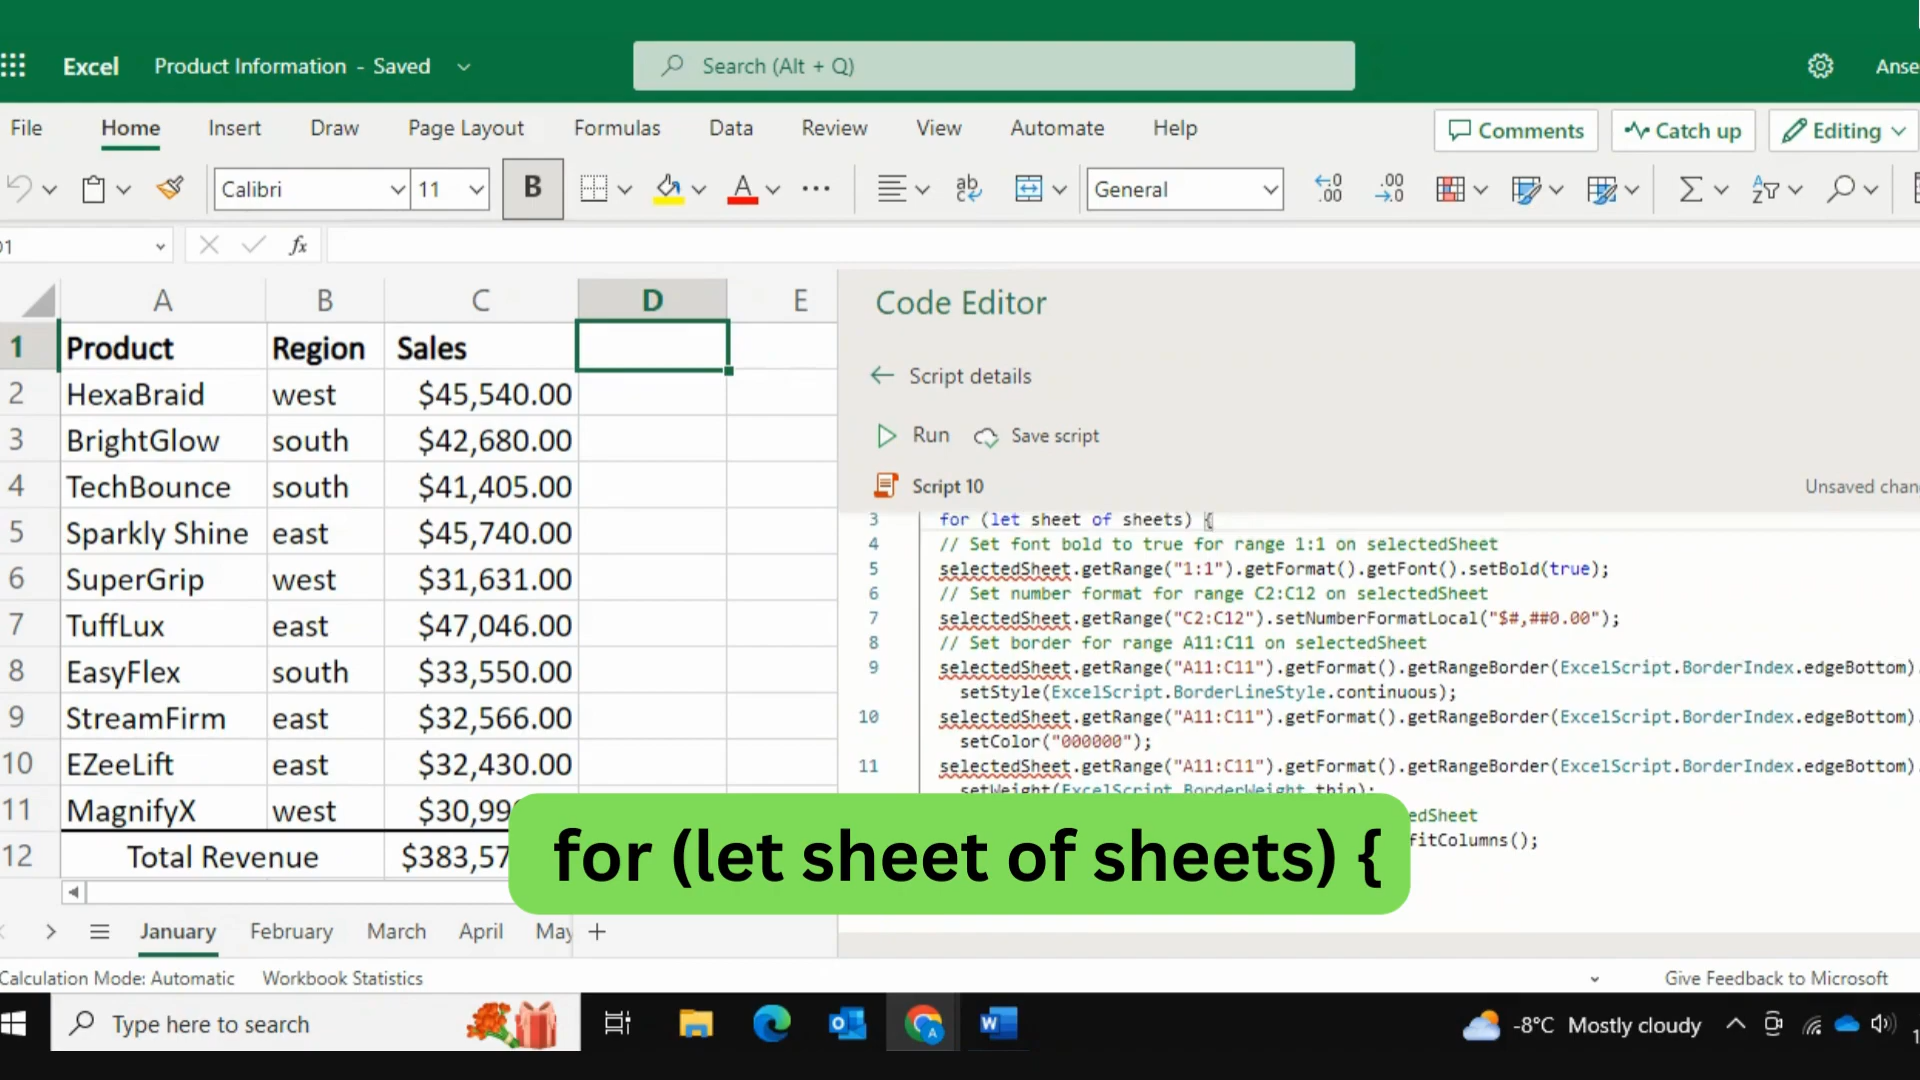 Excel Product Information - Saved
Search (Alt + Q)
File Home Insert Draw Page Layout Formulas Data Review View Automate Help
Comments Catch up Editing
Calibri 11 B General
fx
A B C D E
1 Product Region Sales
2 HexaBraid west $45,540.00
3 BrightGlow south $42,680.00
4 TechBounce south $41,405.00
5 Sparkly Shine east $45,740.00
6 SuperGrip west $31,631.00
7 TuffLux east $47,046.00
8 EasyFlex south $33,550.00
9 StreamFirm east $32,566.00
10 EZeeLift east $32,430.00
11 MagnifyX west $30,99
12 Total Revenue $383,57
January February March April May
Calculation Mode: Automatic Workbook Statistics
Code Editor
Script details
Run Save script
Script 10
Unsaved chan
3 for (let sheet of sheets) {
4 // Set font bold to true for range 1:1 on selectedSheet
5 selectedSheet.getRange("1:1").getFormat().getFont().setBold(true);
6 // Set number format for range C2:C12 on selectedSheet
7 selectedSheet.getRange("C2:C12").setNumberFormatLocal("$#,##0.00");
8 // Set border for range A11:C11 on selectedSheet
9 selectedSheet.getRange("A11:C11").getFormat().getRangeBorder(ExcelScript.BorderIndex.edgeBottom).
setStyle(ExcelScript.BorderLineStyle.continuous);
10 selectedSheet.getRange("A11:C11").getFormat().getRangeBorder(ExcelScript.BorderIndex.edgeBottom).
setColor("000000");
11 selectedSheet.getRange("A11:C11").getFormat().getRangeBorder(ExcelScript.BorderIndex.edgeBottom).
setWeight(ExcelScript.BorderWeight.thin);
edSheet
fitColumns();
for (let sheet of sheets) {
Give Feedback to Microsoft
Type here to search
-8°C Mostly cloudy